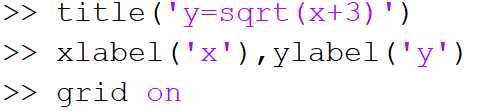 >> title('y=sqrt(x+3)')
>> xlabel('x'),ylabel('y')
>> grid on